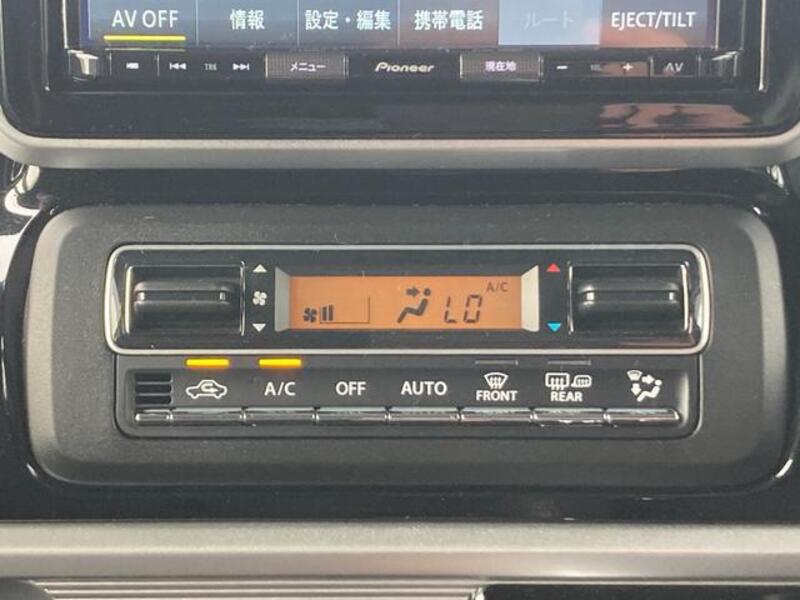 AV OFF 情報 設定・編集 携帯電話 ルート EJECT/TILT
TRK メニュー Pioneer 現在地 − VOL + AV
A/C
LO
A/C OFF AUTO FRONT REAR